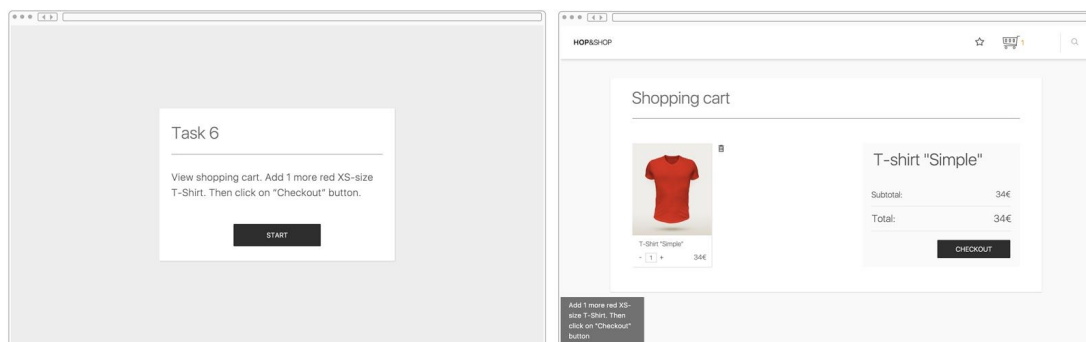 Task 6
View shopping cart. Add 1 more red XS-size
T-Shirt. Then click on "Checkout" button.
START
HOP&SHOP
1
Shopping cart
T-Shirt "Simple"
- 1 + 34€
T-shirt "Simple"
Subtotal: 34€
Total: 34€
CHECKOUT
Add 1 more red XS-
size T-Shirt. Then
click on "Checkout"
button